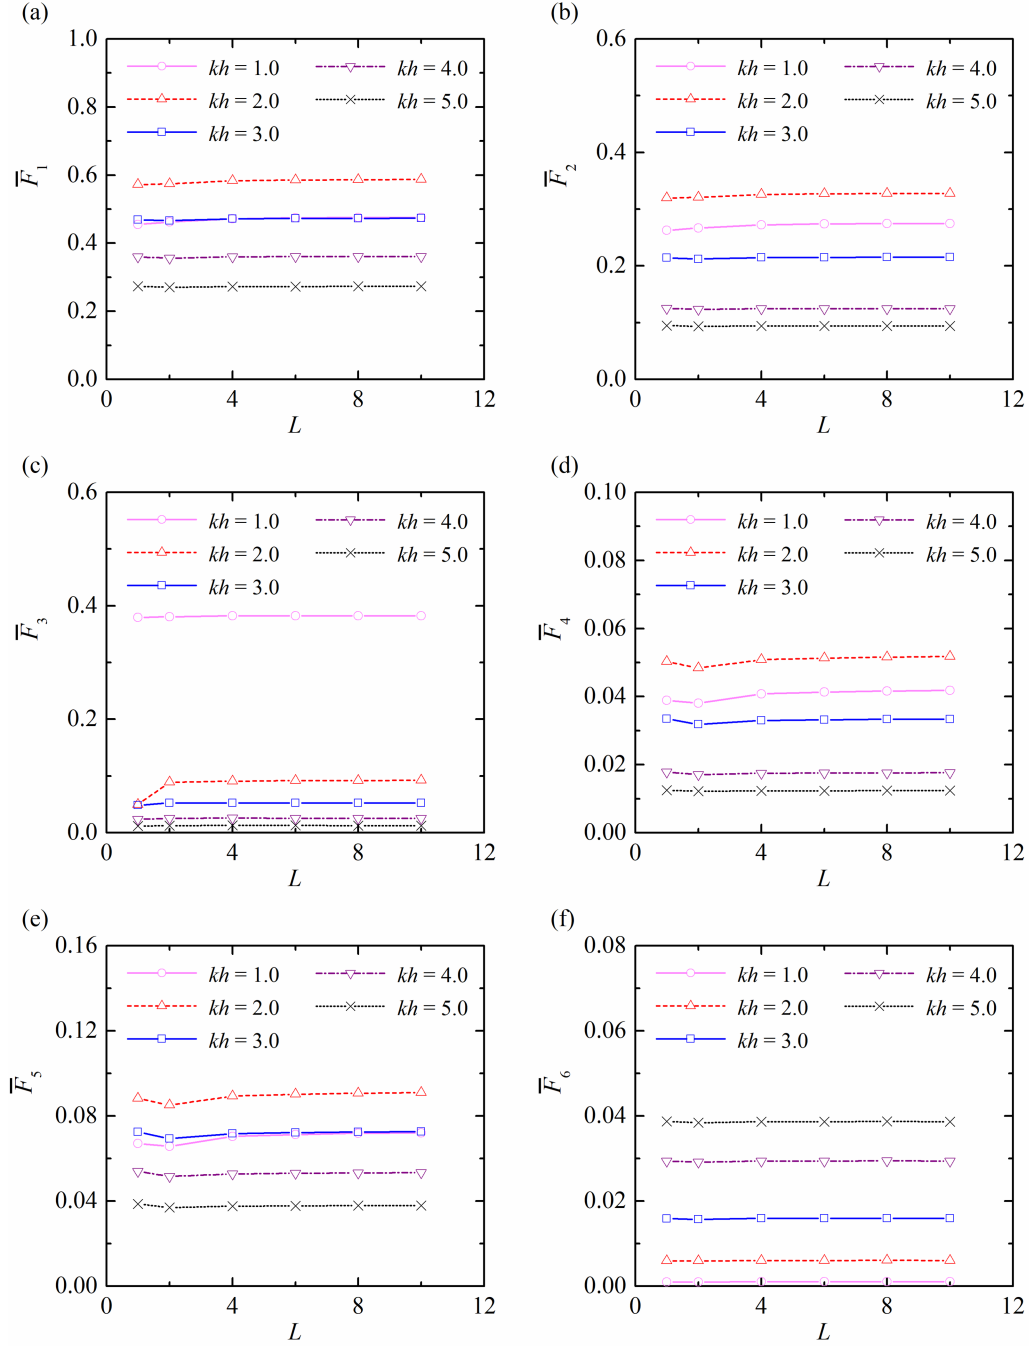 (a)
1.0
0.8
0.6
0.4
0.2
0.0
F̅1
kh = 1.0
kh = 2.0
kh = 3.0
kh = 4.0
kh = 5.0
0 4 8 12
L
(b)
0.6
0.4
0.2
0.0
F̅2
kh = 1.0
kh = 2.0
kh = 3.0
kh = 4.0
kh = 5.0
0 4 8 12
L
(c)
0.6
0.4
0.2
0.0
F̅3
kh = 1.0
kh = 2.0
kh = 3.0
kh = 4.0
kh = 5.0
0 4 8 12
L
(d)
0.10
0.08
0.06
0.04
0.02
0.00
F̅4
kh = 1.0
kh = 2.0
kh = 3.0
kh = 4.0
kh = 5.0
0 4 8 12
L
(e)
0.16
0.12
0.08
0.04
0.00
F̅5
kh = 1.0
kh = 2.0
kh = 3.0
kh = 4.0
kh = 5.0
0 4 8 12
L
(f)
0.08
0.06
0.04
0.02
0.00
F̅6
kh = 1.0
kh = 2.0
kh = 3.0
kh = 4.0
kh = 5.0
0 4 8 12
L